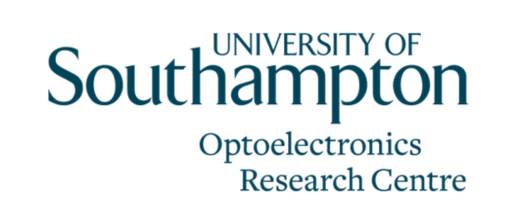 UNIVERSITY OF
Southampton
Optoelectronics
Research Centre